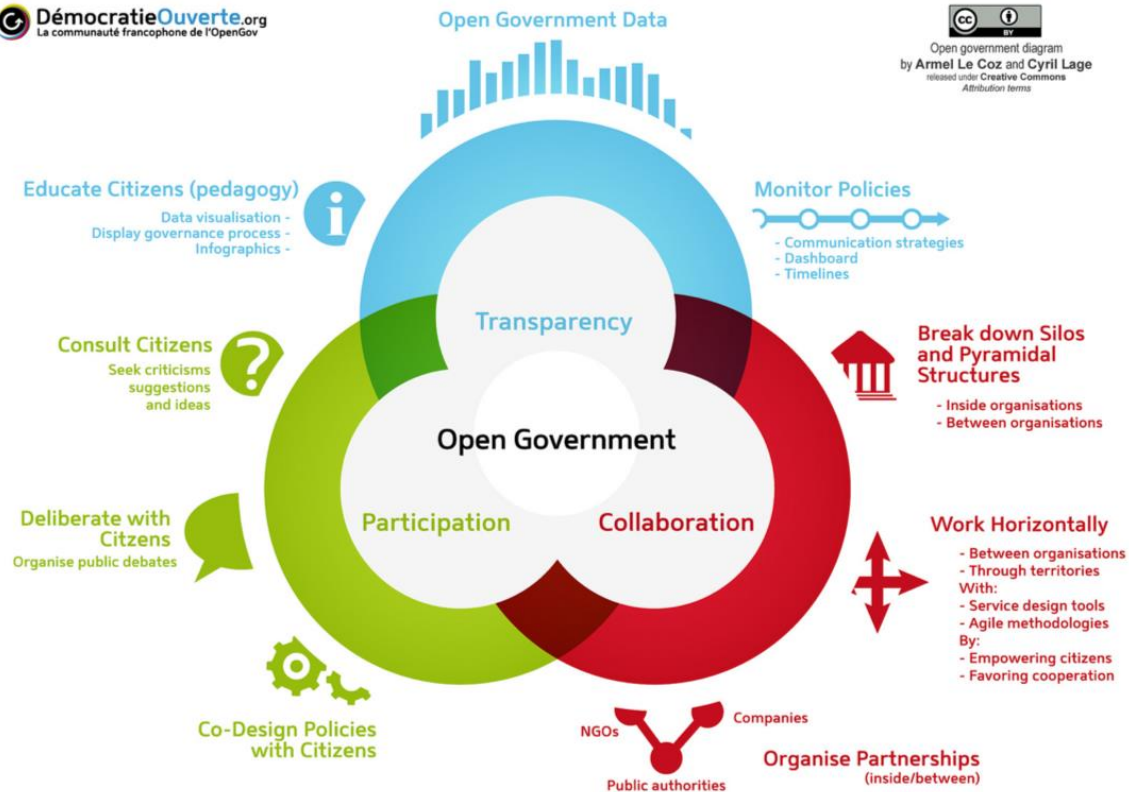 DémocratieOuverte.org
La communauté francophone de l'OpenGov
Open Government Data
cc
BY
Open government diagram
by Armel Le Coz and Cyril Lage
released under Creative Commons
Attribution terms
Educate Citizens (pedagogy)
Data visualisation -
Display governance process -
Infographics -
i
Monitor Policies
- Communication strategies
- Dashboard
- Timelines
Transparency
Consult Citizens
Seek criticisms
suggestions
and ideas
?
Break down Silos
and Pyramidal
Structures
- Inside organisations
- Between organisations
Open Government
Participation
Collaboration
Deliberate with
Citzens
Organise public debates
Work Horizontally
- Between organisations
- Through territories
With:
- Service design tools
- Agile methodologies
By:
- Empowering citizens
- Favoring cooperation
Co-Design Policies
with Citizens
NGOs
Companies
Public authorities
Organise Partnerships
(inside/between)